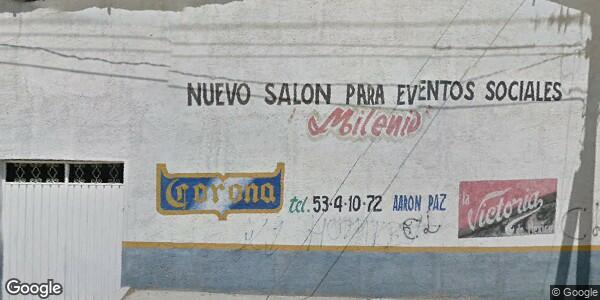 NUEVO SALON PARA EVENTOS SOCIALES
Milenio
Corona
tel. 53-4-10-72 AARON PAZ
la
Victoria
Google
© Google